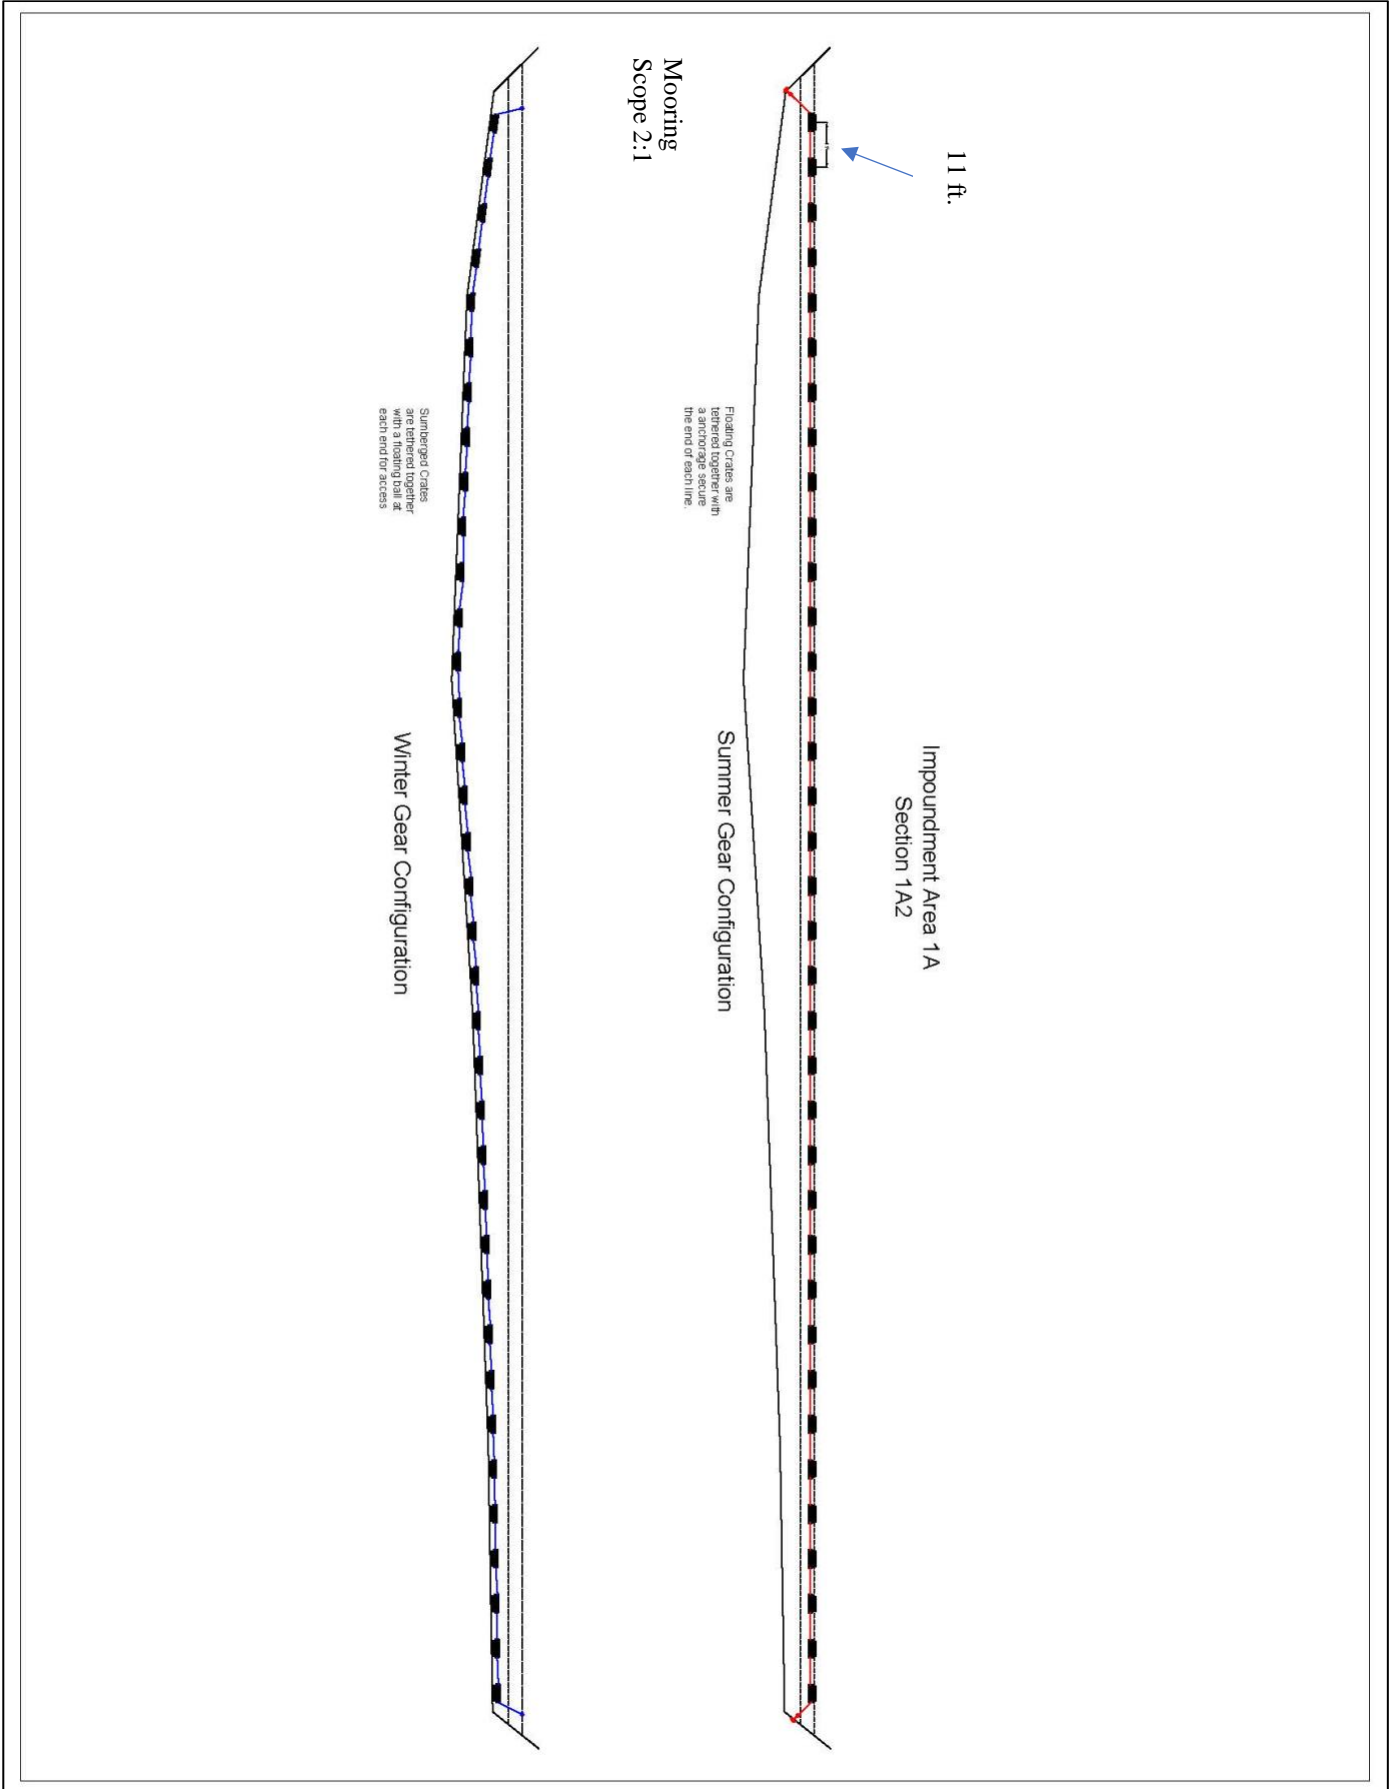 Impoundment Area 1A
Section 1A2
11 ft.
Summer Gear Configuration
Floating Crates are
tethered together with
a anchorage secure
the end of each line.
Mooring
Scope 2:1
Sumberged Crates
are tethered together
with a floating ball at
each end for access
Winter Gear Configuration